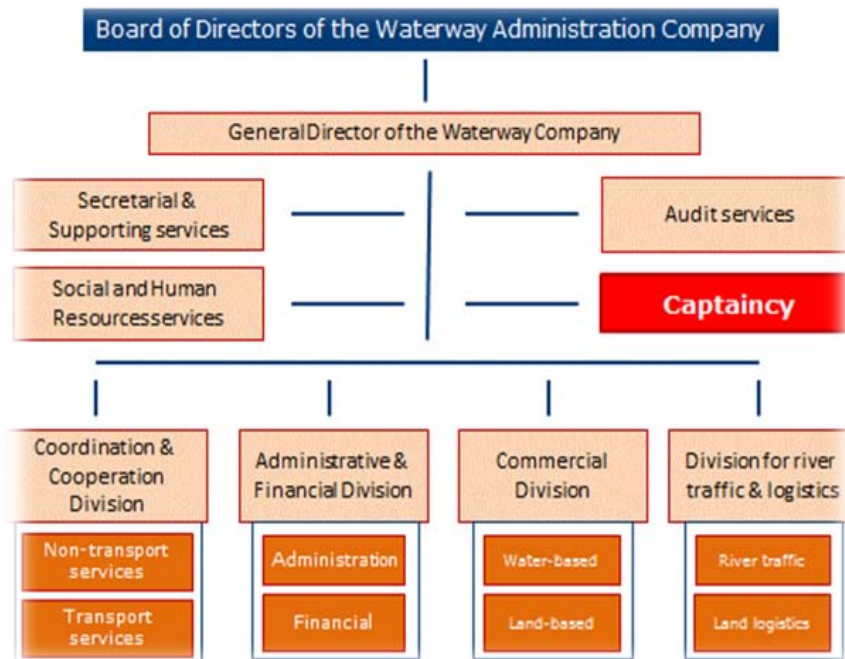 Board of Directors of the Waterway Administration Company
General Director of the Waterway Company
Secretarial &
Supporting services
Audit services
Social and Human
Resourcesservices
Captaincy
Coordination &
Cooperation
Division
Administrative &
Financial Division
Commercial
Division
Division for river
traffic & logistics
Non-transport
services
Administration
Water-based
River traffic
Transport
services
Financial
Land-based
Land logistics